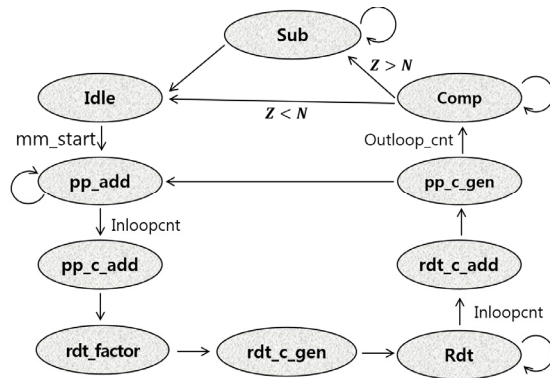 Sub
Z > N
Idle
Comp
Z < N
mm_start
Outloop_cnt
pp_add
pp_c_gen
Inloopcnt
pp_c_add
rdt_c_add
Inloopcnt
rdt_factor
rdt_c_gen
Rdt